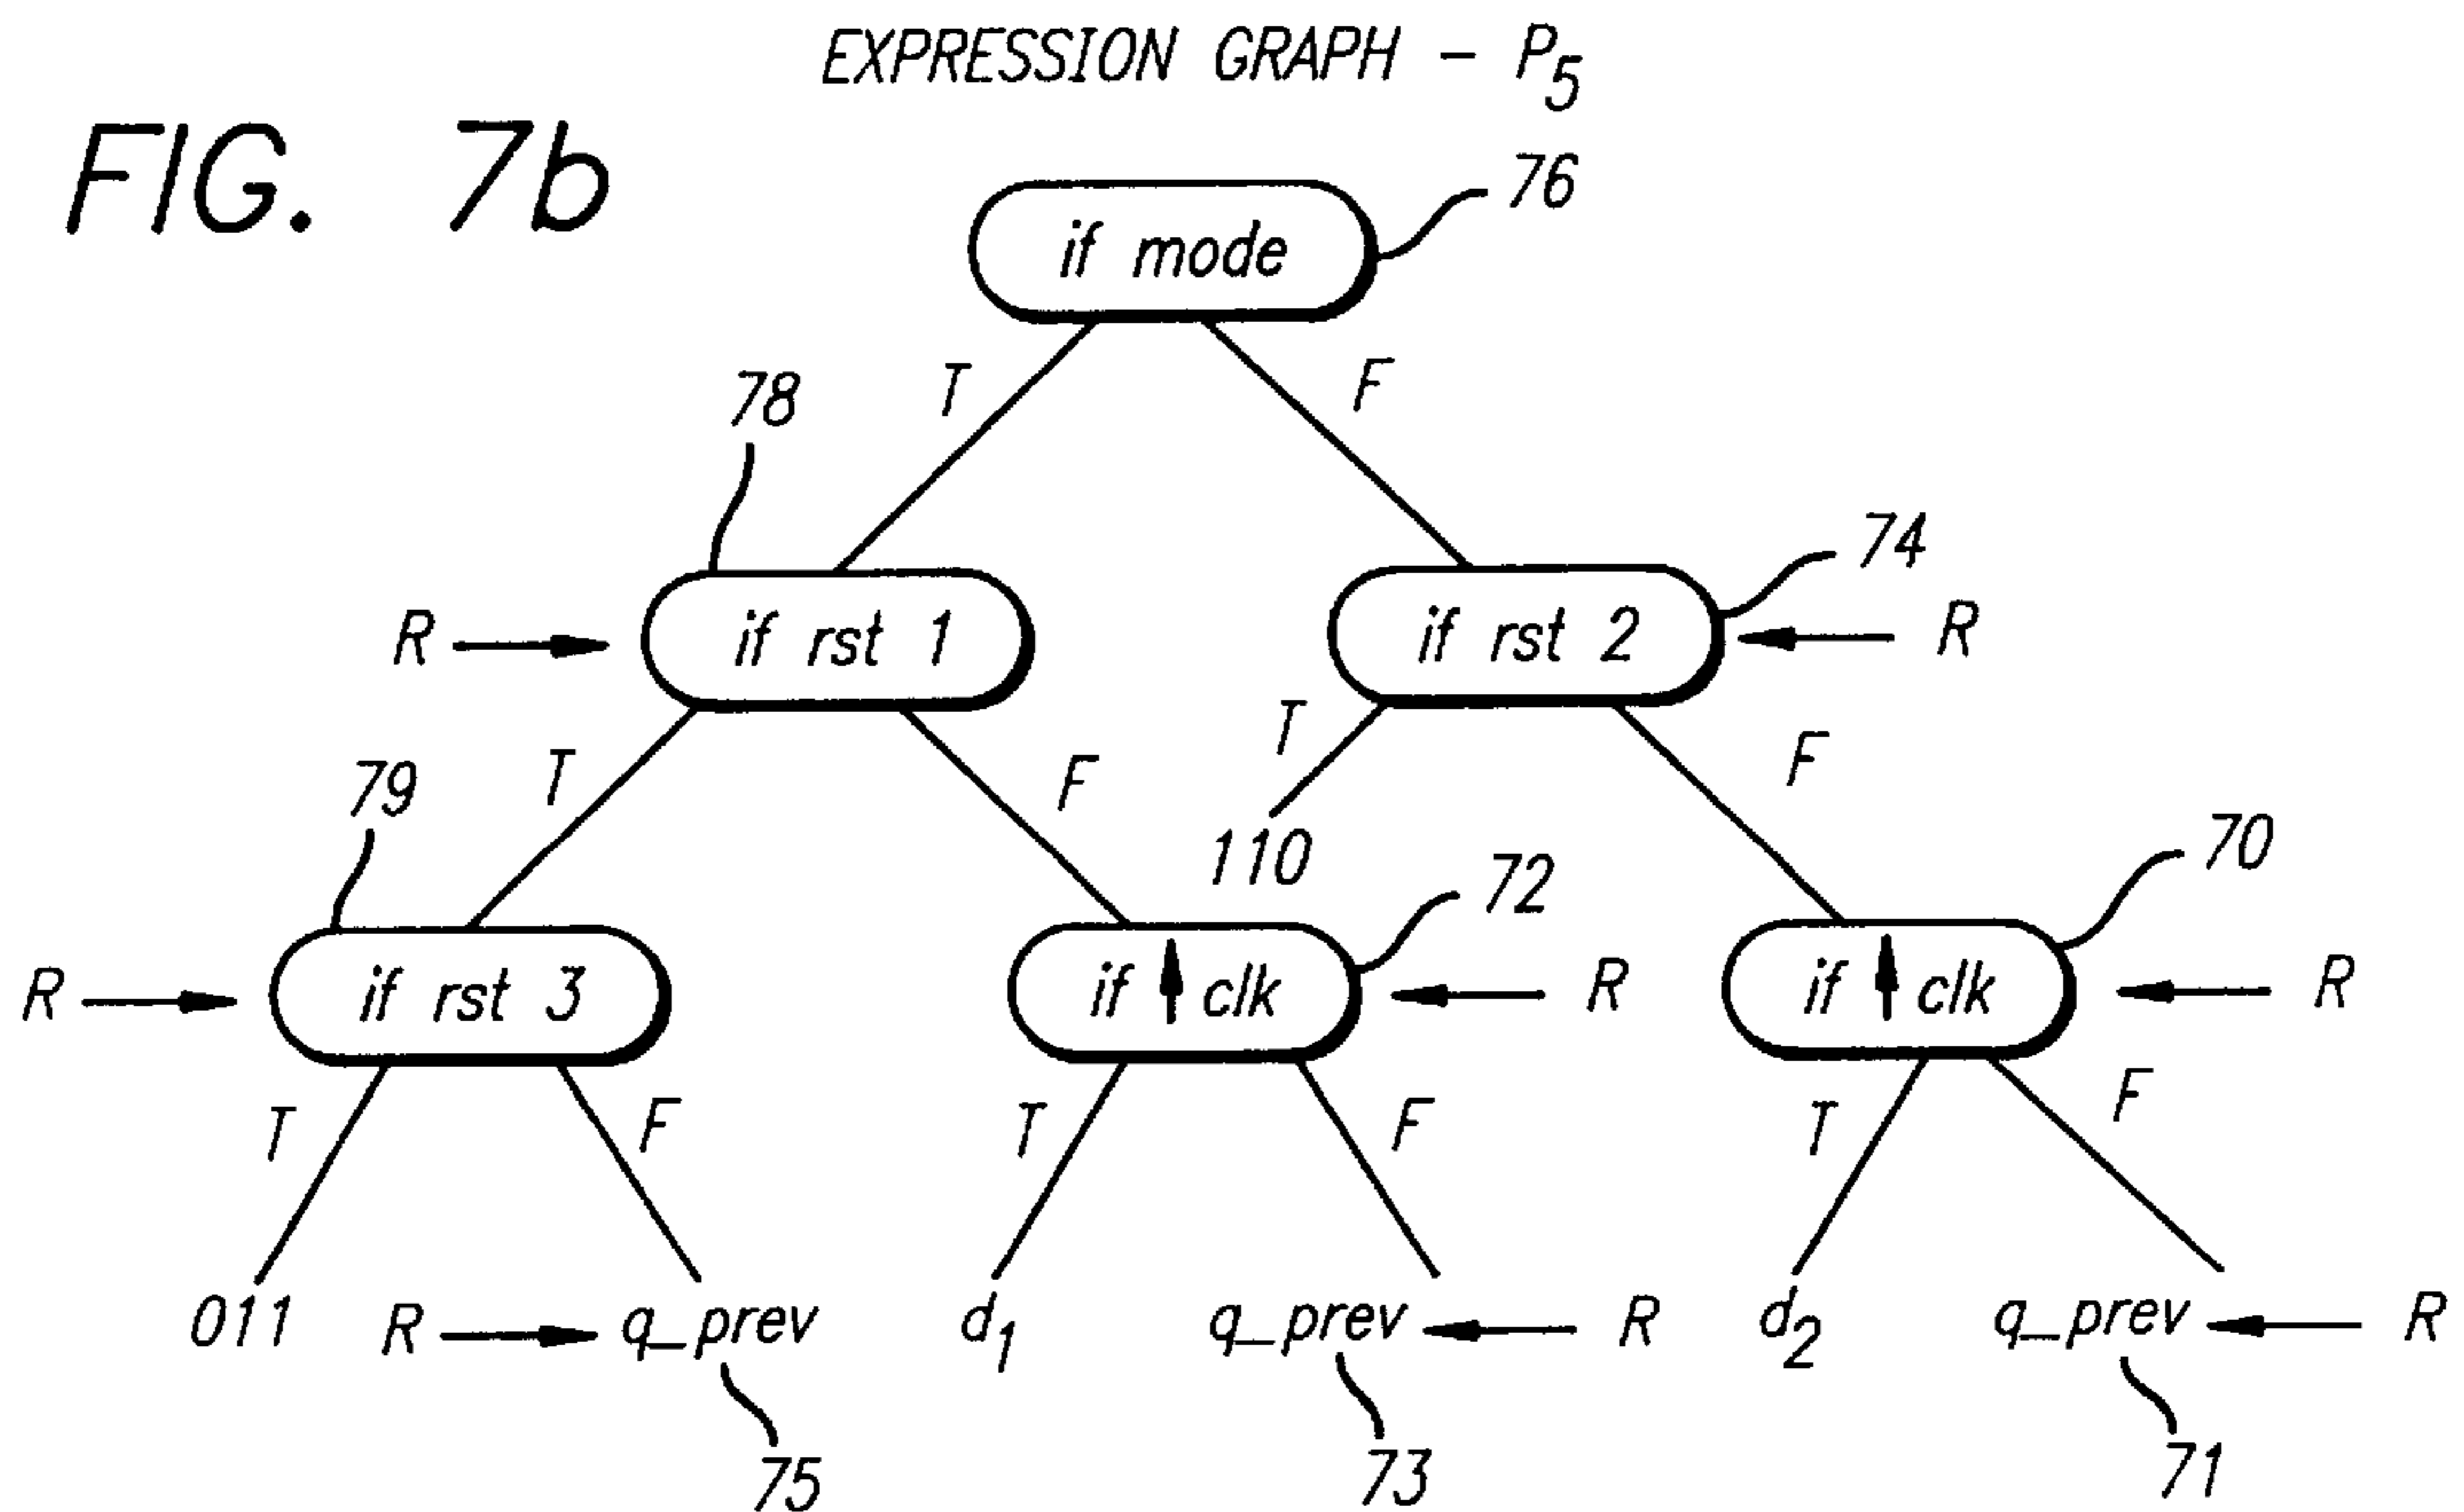 EXPRESSION GRAPH - P5
FIG. 7b
76
if mode
T F
78
74
R if rst 1 if rst 2 R
T F T F
79
110
72
70
R if rst 3 if ↑ clk R if ↑ clk R
T F T F T F
011 R q_prev d1 q_prev R d2 q_prev R
75 73 71